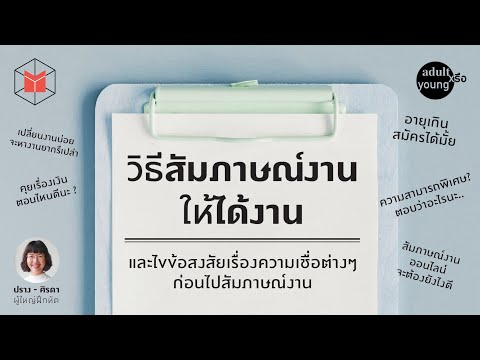 adult
young
หรือ
เปลี่ยนงานบ่อย
จะหางานยากรึเปล่า
คุยเรื่องเงิน
ตอนไหนดีนะ ?
อายุเกิน
สมัครได้มั้ย
ความสามารถพิเศษ?
ตอบว่าอะไรนะ..
สัมภาษณ์งาน
ออนไลน์
จะต้องยังไงดี
วิธีสัมภาษณ์งาน
ให้ได้งาน
และไขข้อสงสัยเรื่องความเชื่อต่างๆ
ก่อนไปสัมภาษณ์งาน
ปราง - ศิรดา
ผู้ใหญ่ฝึกหัด